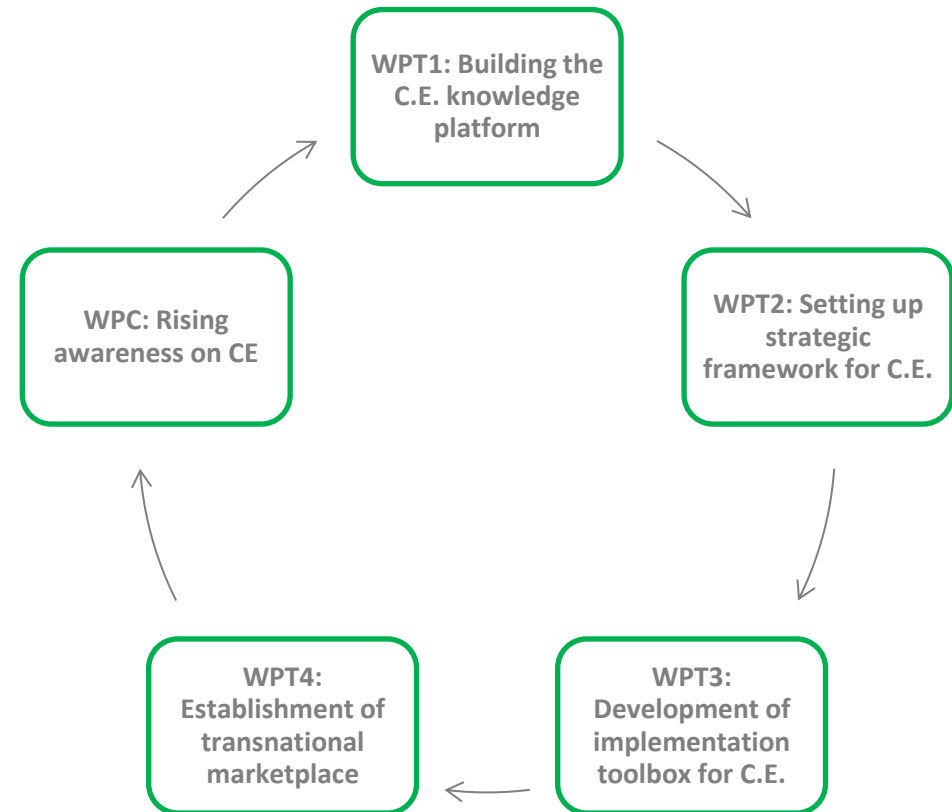 WPT1: Building the
C.E. knowledge
platform
WPT2: Setting up
strategic
framework for C.E.
WPT3:
Development of
implementation
toolbox for C.E.
WPT4:
Establishment of
transnational
marketplace
WPC: Rising
awareness on CE